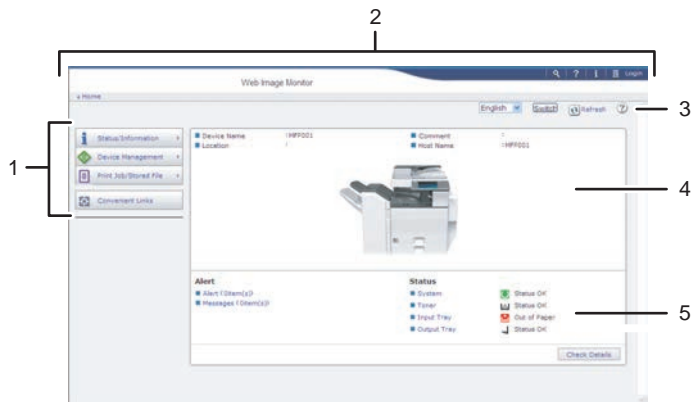 2
Login
Web Image Monitor
Home
English Switch Refresh
3
1
Status/Information
Device Management
Print Job/Stored File
Convenient Links
Device Name :MFP001 Comment :
Location : Host Name :MFP001
4
Alert Status
Alert System Status OK
Messages Toner Status OK
Input Tray Out of Paper
5
Output Tray Status OK
Check Details